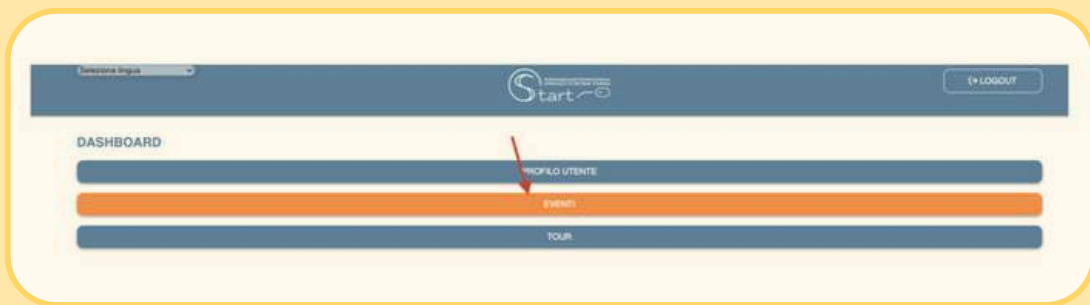 Seleziona lingua
Start
LOGOUT
DASHBOARD
PROFILO UTENTE
EVENTI
TOUR